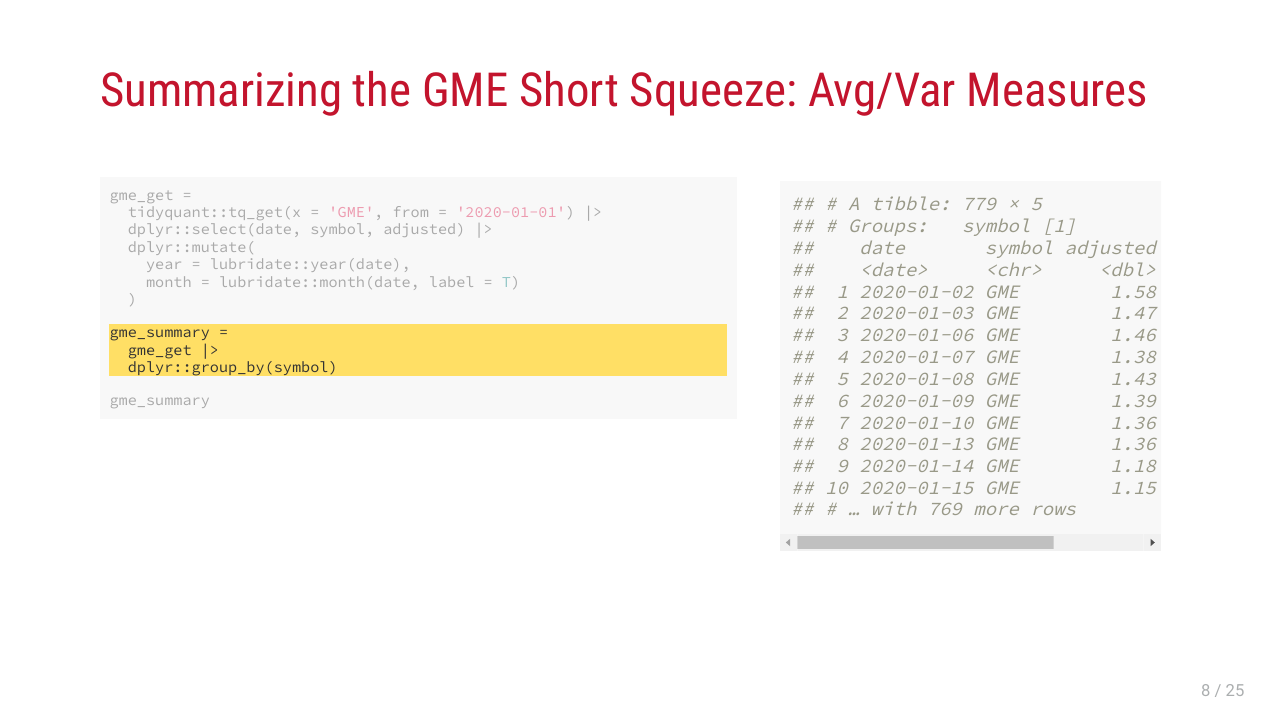 Summarizing the GME Short Squeeze: Avg/Var Measures
gme_get =
  tidyquant::tq_get(x = 'GME', from = '2020-01-01') |>
  dplyr::select(date, symbol, adjusted) |>
  dplyr::mutate(
    year = lubridate::year(date),
    month = lubridate::month(date, label = T)
  )
gme_summary =
  gme_get |>
  dplyr::group_by(symbol)
gme_summary
## # A tibble: 779 × 5
## # Groups:   symbol [1]
##    date       symbol adjusted
##    <date>     <chr>     <dbl>
##  1 2020-01-02 GME        1.58
##  2 2020-01-03 GME        1.47
##  3 2020-01-06 GME        1.46
##  4 2020-01-07 GME        1.38
##  5 2020-01-08 GME        1.43
##  6 2020-01-09 GME        1.39
##  7 2020-01-10 GME        1.36
##  8 2020-01-13 GME        1.36
##  9 2020-01-14 GME        1.18
## 10 2020-01-15 GME        1.15
## # … with 769 more rows
8 / 25